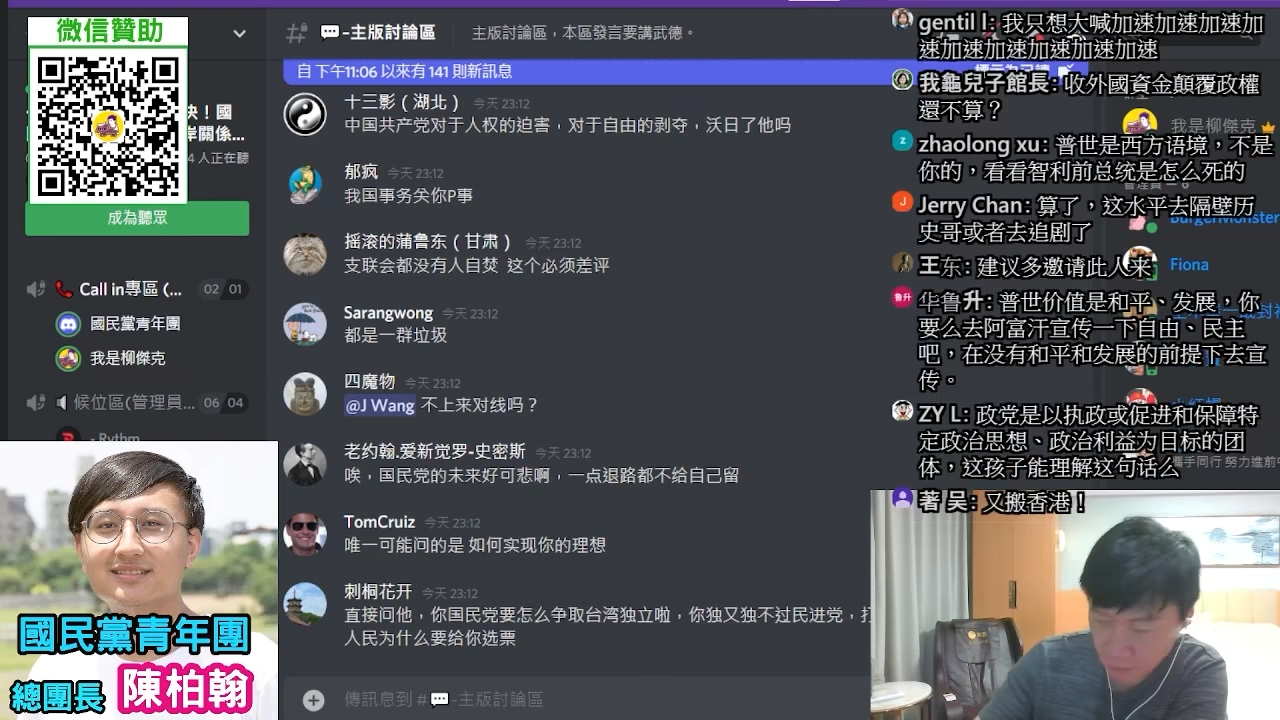 微信贊助
決！國
岸關係...
4 人正在聽
成為聽眾
Call in專區 (... 02 01
國民黨青年團
我是柳傑克
候位區(管理員... 06 04
- Rythm
國民黨青年團
總團長 陳柏翰
# 💬-主版討論區
主版討論區，本區發言要講武德。
自 下午11:06 以來有 141 則新訊息
十三影（湖北） 今天 23:12
中国共产党对于人权的迫害，对于自由的剥夺，沃日了他吗
郁疯 今天 23:12
我国事务关你P事
摇滚的蒲鲁东（甘肃） 今天 23:12
支联会都没有人自焚 这个必须差评
Sarangwong 今天 23:12
都是一群垃圾
四魔物 今天 23:12
@J Wang 不上来对线吗？
老约翰.爱新觉罗-史密斯 今天 23:12
唉，国民党的未来好可悲啊，一点退路都不给自己留
TomCruiz 今天 23:12
唯一可能问的是 如何实现你的理想
刺桐花开 今天 23:12
直接问他，你国民党要怎么争取台湾独立啦，你独又独不过民进党，打
人民为什么要给你选票
傳訊息到 # 💬-主版討論區
gentil l: 我只想大喊加速加速加速加
速加速加速加速加速加速
我龜兒子館長: 收外國資金顛覆政權
還不算？
我是柳傑克
zhaolong xu: 普世是西方语境，不是
你的，看看智利前总统是怎么死的
Jerry Chan: 算了，这水平去隔壁历
史哥或者去追剧了
BurgerMonster
王东: 建议多邀请此人来
Fiona
华鲁升: 普世价值是和平、发展，你
要么去阿富汗宣传一下自由、民主
吧，在没有和平和发展的前提下去宣
传。
ZY L: 政党是以执政或促进和保障特
定政治思想、政治利益为目标的团
体，这孩子能理解这句话么
攜手同行 努力進前
著 吴: 又搬香港！